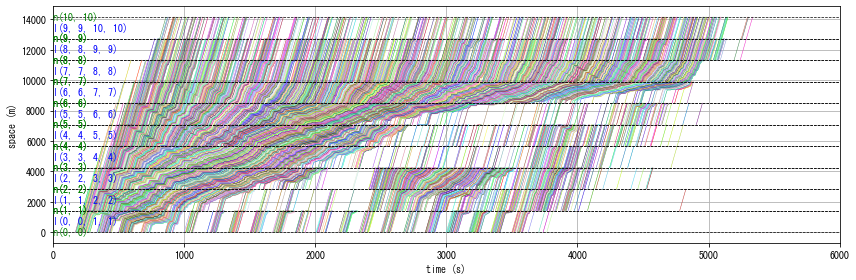 14000
12000
10000
8000
6000
4000
2000
0
space (m)
n(10, 10)
l(9, 9, 10, 10)
n(9, 9)
l(8, 8, 9, 9)
n(8, 8)
l(7, 7, 8, 8)
n(7, 7)
l(6, 6, 7, 7)
n(6, 6)
l(5, 5, 6, 6)
n(5, 5)
l(4, 4, 5, 5)
n(4, 4)
l(3, 3, 4, 4)
n(3, 3)
l(2, 2, 3, 3)
n(2, 2)
l(1, 1, 2, 2)
n(1, 1)
l(0, 0, 1, 1)
n(0, 0)
0 1000 2000 3000 4000 5000 6000
time (s)